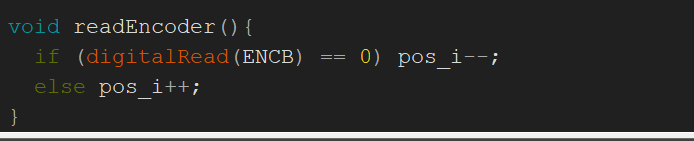 void readEncoder(){
if (digitalRead(ENCB) == 0) pos_i--;
else pos_i++;
}